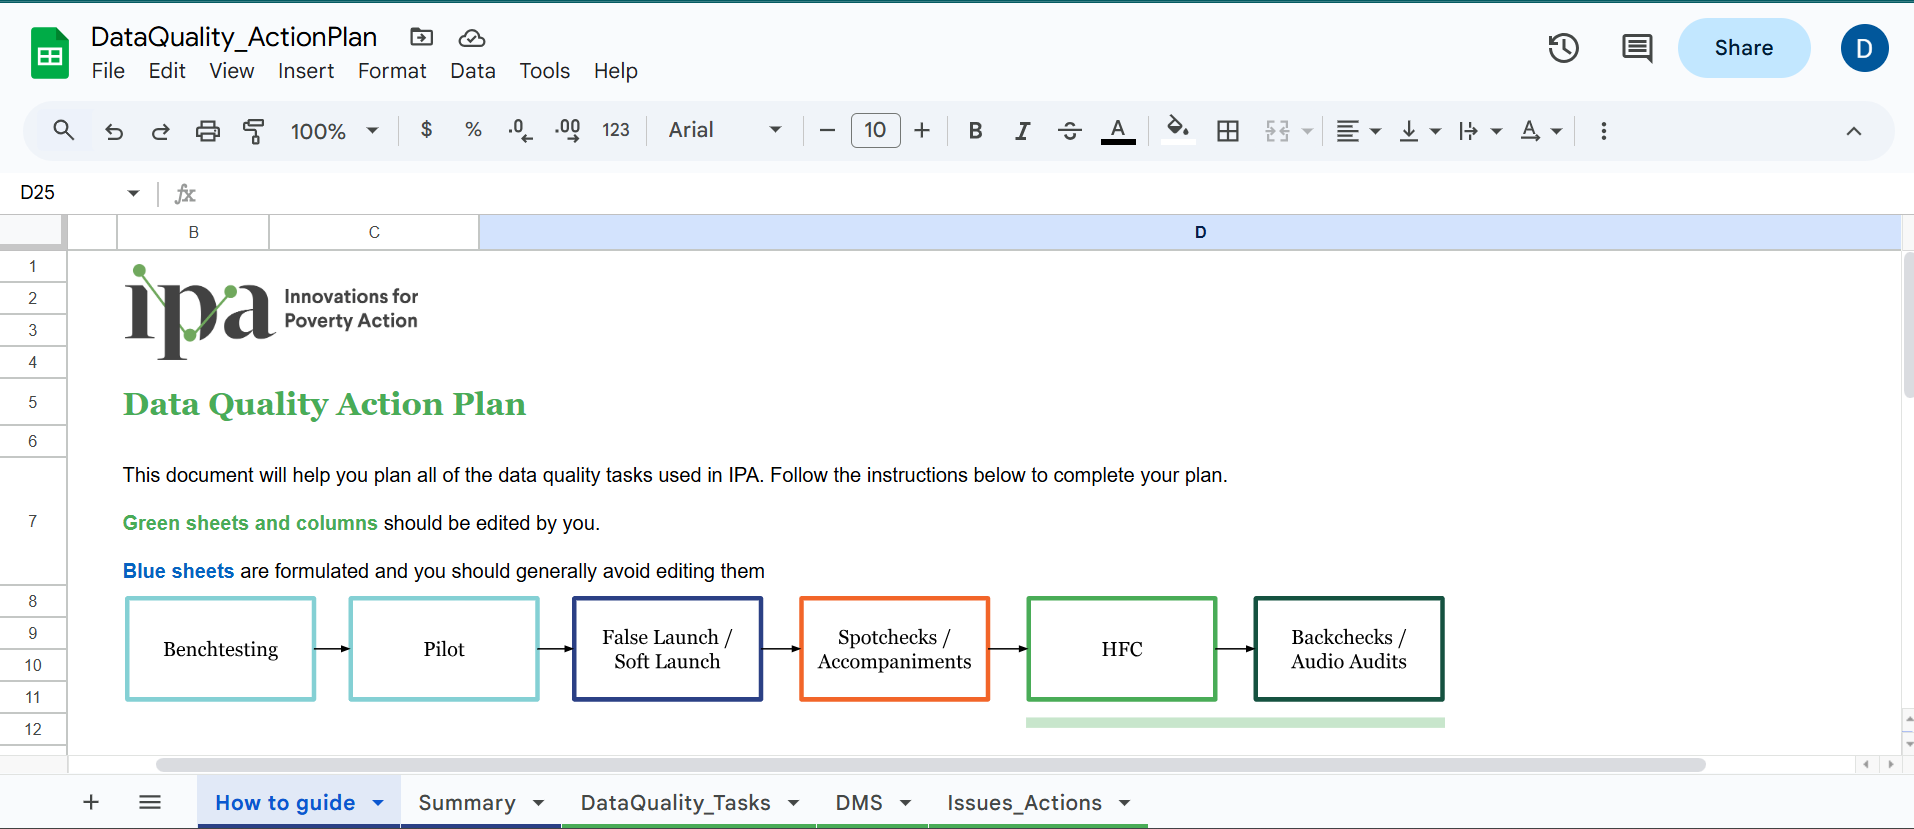 DataQuality_ActionPlan
File Edit View Insert Format Data Tools Help
Share
D
100% $ % .0 .00 123 Arial 10 B I A A
D25 fx
B C D
1
ipa
Innovations for
Poverty Action
2
3
4
5
Data Quality Action Plan
6
This document will help you plan all of the data quality tasks used in IPA. Follow the instructions below to complete your plan.
7
Green sheets and columns should be edited by you.
Blue sheets are formulated and you should generally avoid editing them
8
9
10
11
12
Benchtesting
Pilot
False Launch /
Soft Launch
Spotchecks /
Accompaniments
HFC
Backchecks /
Audio Audits
+ How to guide Summary DataQuality_Tasks DMS Issues_Actions